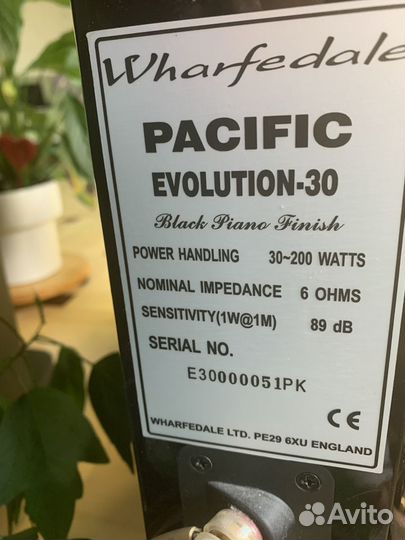 Wharfedale
PACIFIC
EVOLUTION-30
Black Piano Finish
POWER HANDLING 30~200 WATTS
NOMINAL IMPEDANCE 6 OHMS
SENSITIVITY(1W@1M) 89 dB
SERIAL NO.
E30000051PK
CE
WHARFEDALE LTD. PE29 6XU ENGLAND
Avito